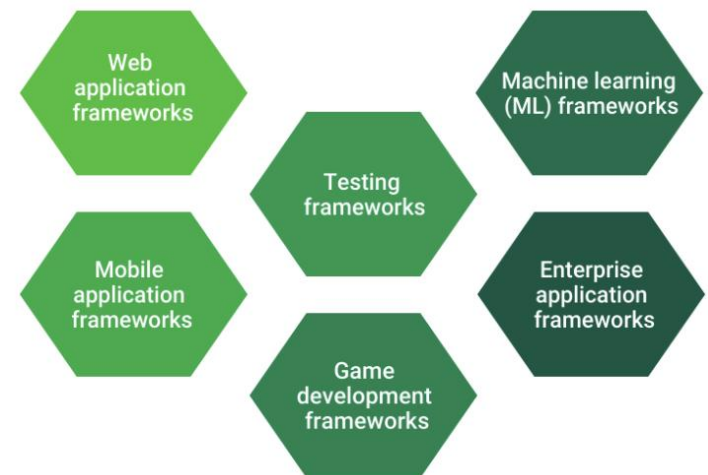 Web
application
frameworks
Mobile
application
frameworks
Testing
frameworks
Game
development
frameworks
Machine learning
(ML) frameworks
Enterprise
application
frameworks